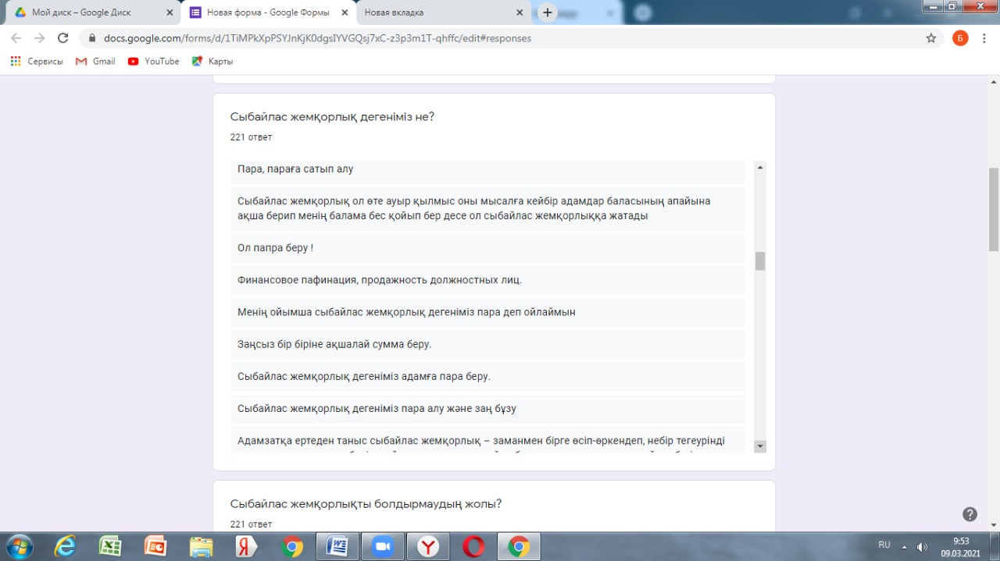 Мой диск – Google Диск
Новая форма - Google Формы
Новая вкладка
docs.google.com/forms/d/1TiMPkXpPSYJnKjK0dgsIYVGQsj7xC-z3p3m1T-qhffc/edit#responses
Б
Сервисы
Gmail
YouTube
Карты
Сыбайлас жемқорлық дегеніміз не?
221 ответ
Пара, параға сатып алу
Сыбайлас жемқорлық ол өте ауыр қылмыс оны мысалға кейбір адамдар баласының апайына
ақша берип менің балама бес қойып бер десе ол сыбайлас жемқорлыққа жатады
Ол папра беру !
Финансовое пафинация, продажность должностных лиц.
Менің ойымша сыбайлас жемқорлық дегеніміз пара деп ойлаймын
Заңсыз бір біріне ақшалай сумма беру.
Сыбайлас жемқорлық дегеніміз адамға пара беру.
Сыбайлас жемқорлық дегеніміз пара алу және заң бұзу
Адамзатқа ертеден таныс сыбайлас жемқорлық – заманмен бірге өсіп-өркендеп, небір тегеурінді
Сыбайлас жемқорлықты болдырмаудың жолы?
221 ответ
RU
9:53
09.03.2021